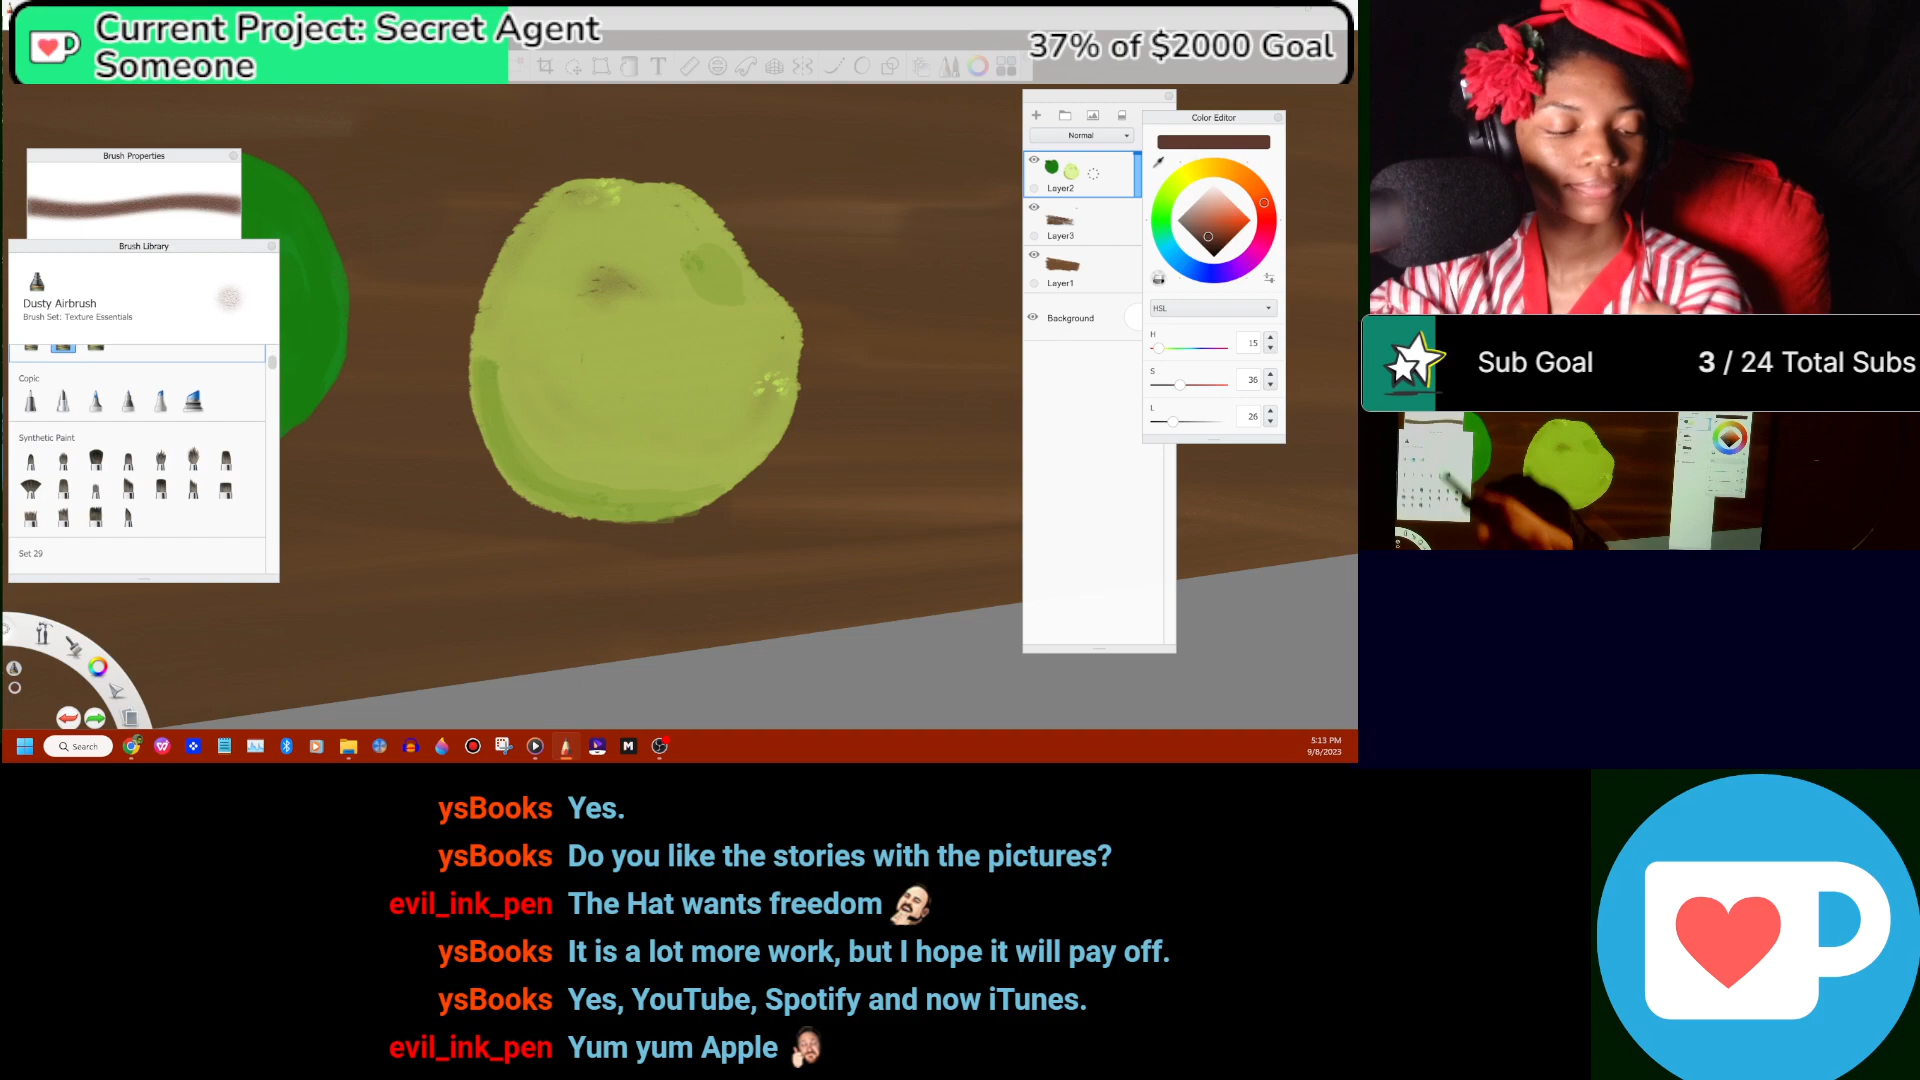 Current Project: Secret Agent
Someone
37% of $2000 Goal
T
Brush Properties
Brush Library
Dusty Airbrush
Brush Set: Texture Essentials
Copic
Synthetic Paint
Set 29
Normal
Layer2
Layer3
Layer1
Background
Color Editor
HSL
H
15
S
36
L
26
Sub Goal
3 / 24 Total Subs
Search
M
5:13 PM
9/8/2023
ysBooks Yes.
ysBooks Do you like the stories with the pictures?
evil_ink_pen The Hat wants freedom
ysBooks It is a lot more work, but I hope it will pay off.
ysBooks Yes, YouTube, Spotify and now iTunes.
evil_ink_pen Yum yum Apple